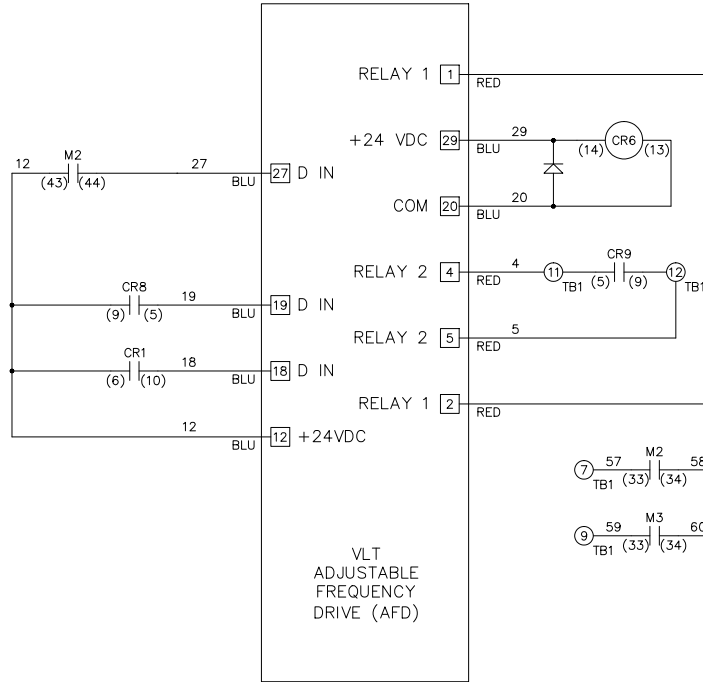 RELAY 1 1
RED
+24 VDC 29 29
BLU
(14) CR6 (13)
12 M2 27
(43) (44) BLU
27 D IN
COM 20 20
BLU
RELAY 2 4 4
RED
11 TB1
CR9
(5) (9)
12 TB1
CR8
19
(9) (5) BLU
19 D IN
RELAY 2 5 5
RED
CR1
18
(6) (10) BLU
18 D IN
RELAY 1 2
RED
12
BLU
12 +24VDC
7 TB1 57 M2 58
(33) (34)
9 TB1 59 M3 60
(33) (34)
VLT
ADJUSTABLE
FREQUENCY
DRIVE (AFD)